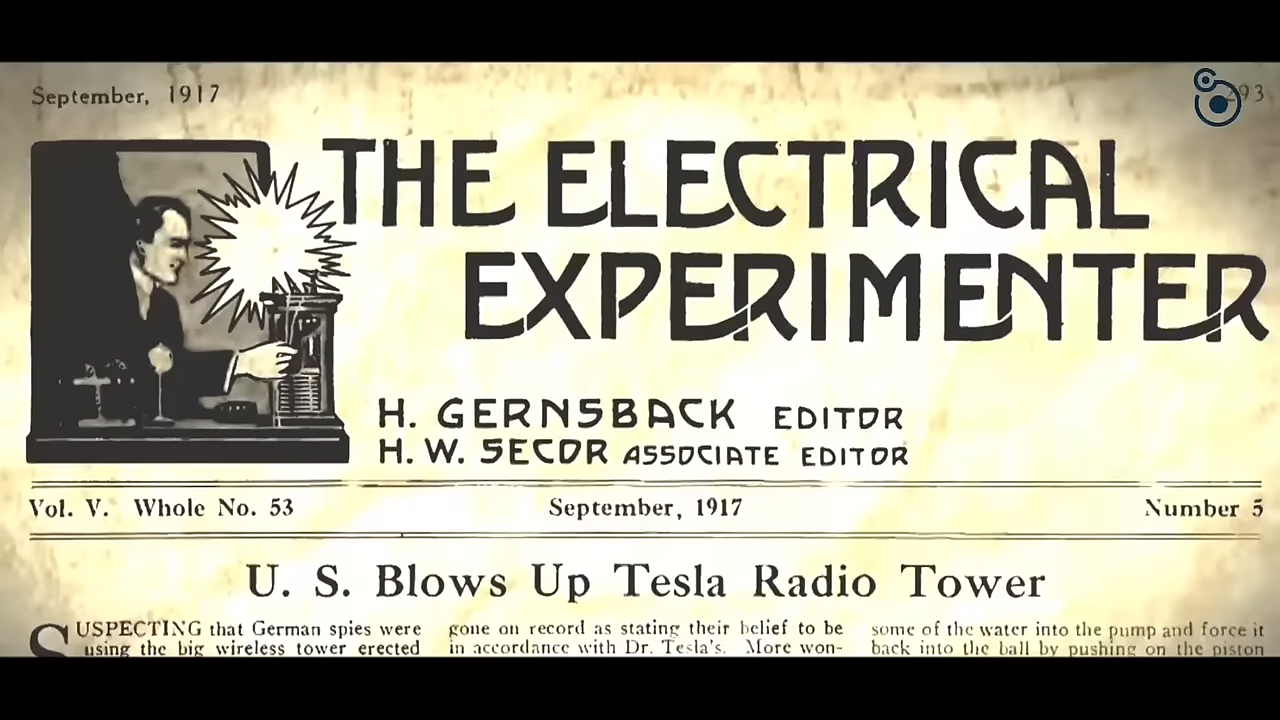 September, 1917
293
THE ELECTRICAL
EXPERIMENTER
H. GERNSBACK EDITOR
H. W. SECOR ASSOCIATE EDITOR
Vol. V. Whole No. 53 September, 1917 Number 5
U. S. Blows Up Tesla Radio Tower
SUSPECTING that German spies were
using the big wireless tower erected
gone on record as stating their belief to be
in accordance with Dr. Tesla's. More won-
some of the water into the pump and force it
back into the ball by pushing on the piston